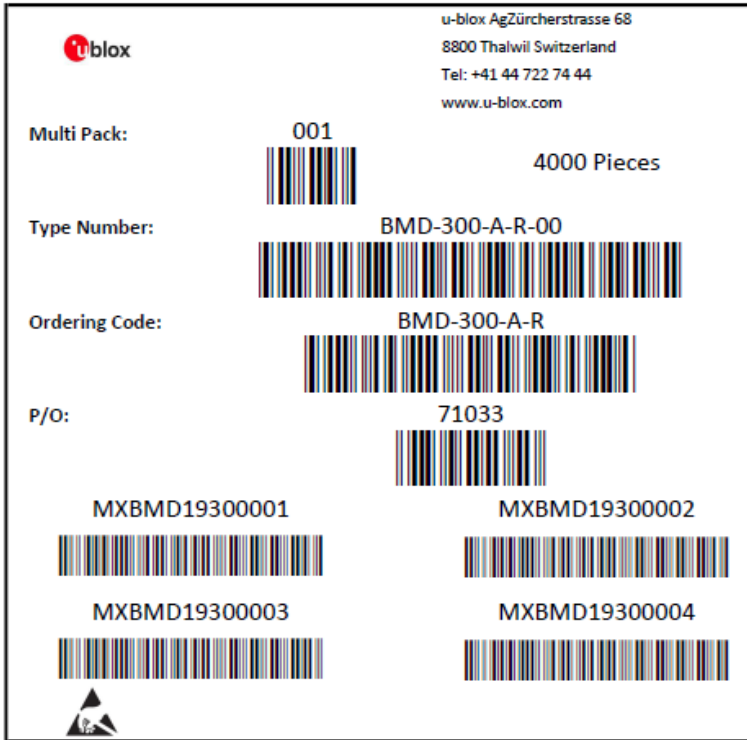 u-blox AgZürcherstrasse 68
ublox
8800 Thalwil Switzerland
Tel: +41 44 722 74 44
www.u-blox.com
Multi Pack:
001
4000 Pieces
Type Number:
BMD-300-A-R-00
Ordering Code:
BMD-300-A-R
P/O:
71033
MXBMD19300001
MXBMD19300002
MXBMD19300003
MXBMD19300004